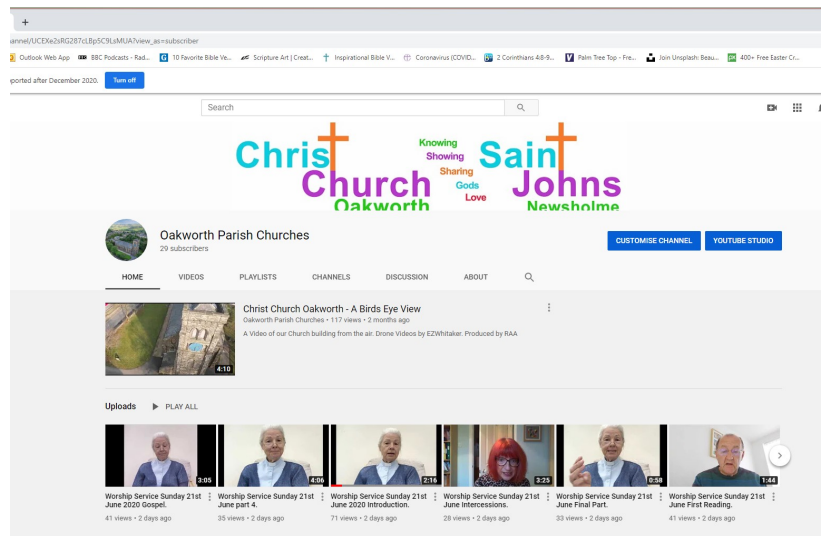 +
hannel/UCEXe2sRG287cLBpSC9LsMUA?view_as=subscriber
Outlook Web App BBC Podcasts - Rad... 10 Favorite Bible Ve... Scripture Art | Creat... Inspirational Bible V... Coronavirus (COVID... 2 Corinthians 4:8-9... Palm Tree Top - Fre... Join Unsplash: Beau... 400+ Free Easter Cr...
pported after December 2020. Turn off
Search
Christ Church Oakworth
Knowing
Showing
Sharing
Gods
Love
Saint Johns Newsholme
Oakworth Parish Churches
29 subscribers
CUSTOMISE CHANNEL YOUTUBE STUDIO
HOME VIDEOS PLAYLISTS CHANNELS DISCUSSION ABOUT
Christ Church Oakworth - A Birds Eye View
Oakworth Parish Churches • 117 views • 2 months ago
A Video of our Church building from the air. Drone Videos by EZWhitaker. Produced by RAA
4:10
Uploads PLAY ALL
3:05 4:06 2:16 3:25 0:58 1:44
Worship Service Sunday 21st Worship Service Sunday 21st Worship Service Sunday 21st Worship Service Sunday 21st Worship Service Sunday 21st Worship Service Sunday 21st
June 2020 Gospel. June part 4. June 2020 Introduction. June Intercessions. June Final Part. June First Reading.
41 views • 2 days ago 35 views • 2 days ago 71 views • 2 days ago 28 views • 2 days ago 33 views • 2 days ago 41 views • 2 days ago